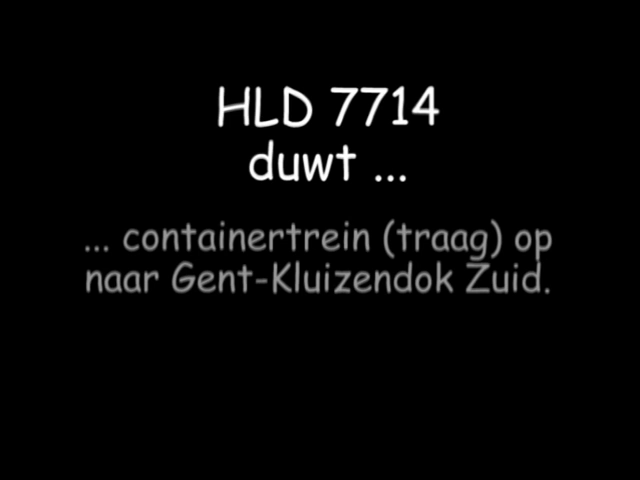 HLD 7714
duwt ...
... containertrein (traag) op
naar Gent-Kluizendok Zuid.